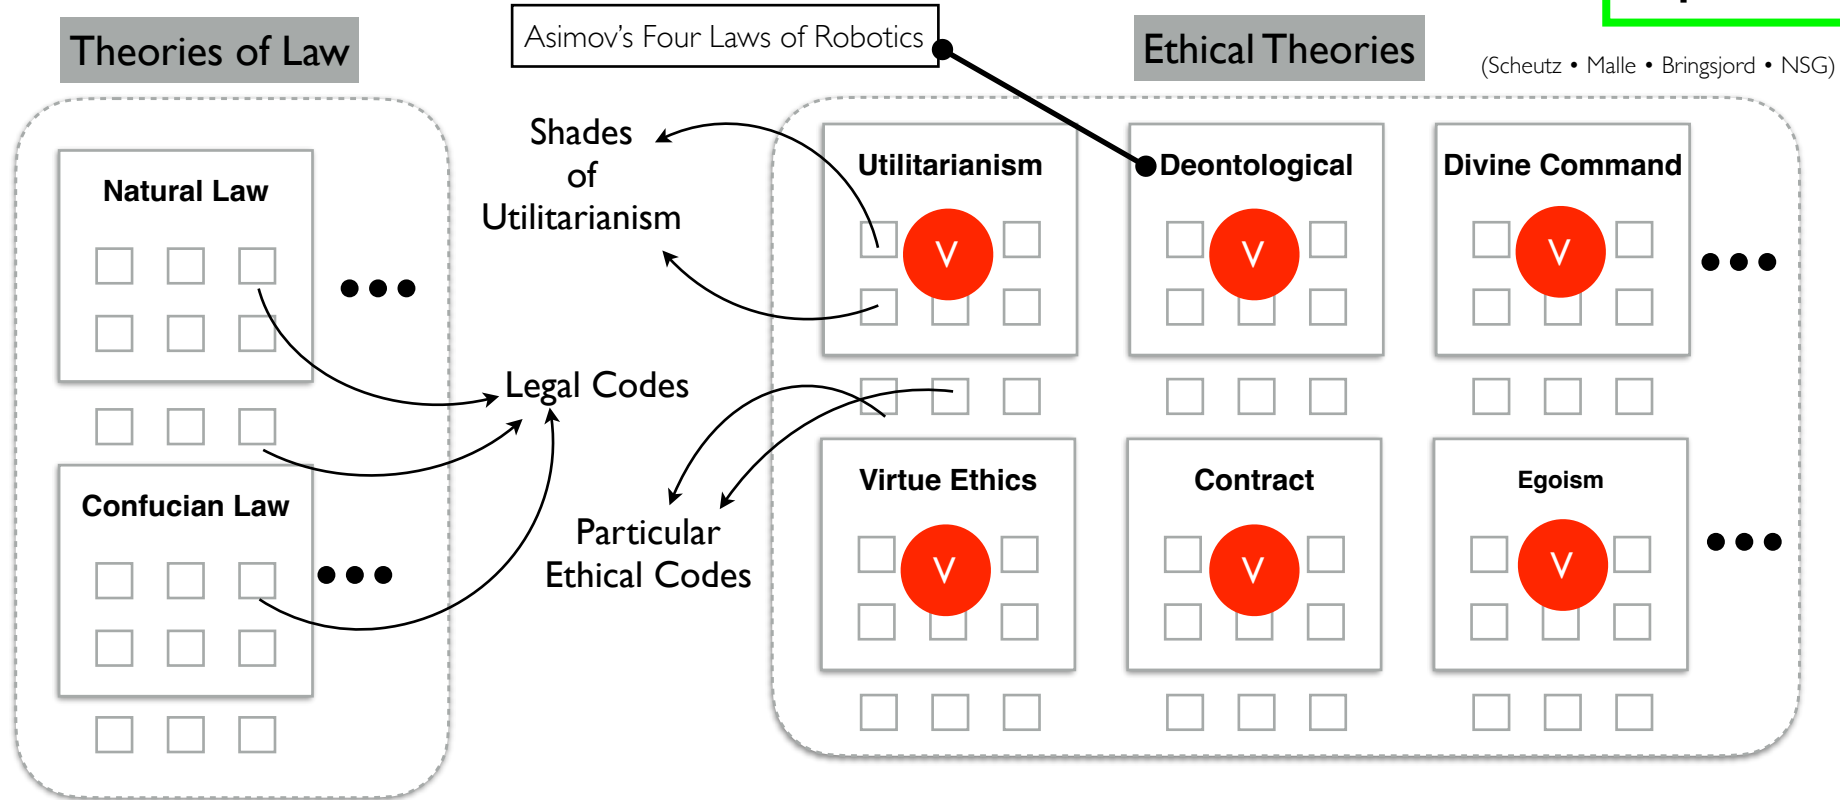 Theories of Law
Asimov's Four Laws of Robotics
Ethical Theories
(Scheutz • Malle • Bringsjord • NSG)
Natural Law
Confucian Law
Shades
of
Utilitarianism
Legal Codes
Particular
Ethical Codes
Utilitarianism
V
Deontological
V
Divine Command
V
Virtue Ethics
V
Contract
V
Egoism
V